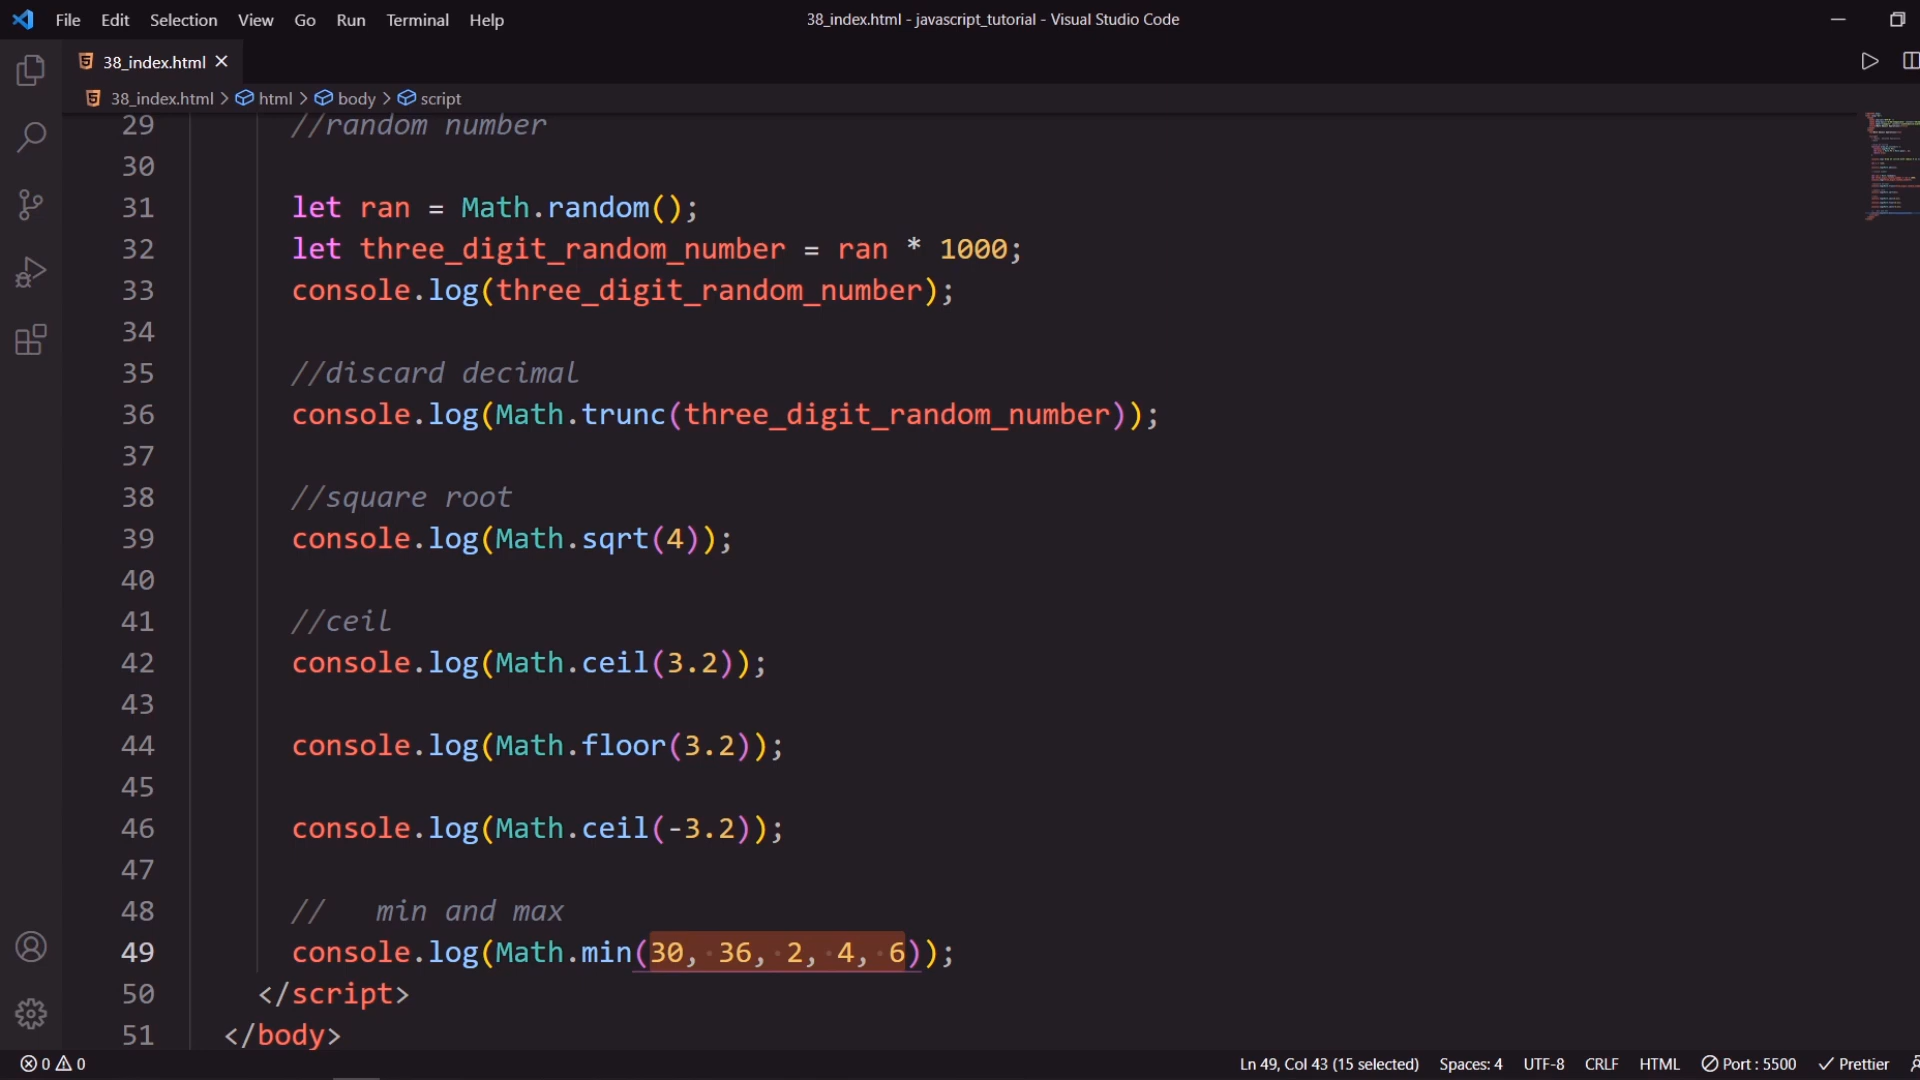 File Edit Selection View Go Run Terminal Help 38_index.html - javascript_tutorial - Visual Studio Code
38_index.html
38_index.html > html > body > script
29 //random number
30
31 let ran = Math.random();
32 let three_digit_random_number = ran * 1000;
33 console.log(three_digit_random_number);
34
35 //discard decimal
36 console.log(Math.trunc(three_digit_random_number));
37
38 //square root
39 console.log(Math.sqrt(4));
40
41 //ceil
42 console.log(Math.ceil(3.2));
43
44 console.log(Math.floor(3.2));
45
46 console.log(Math.ceil(-3.2));
47
48 //   min and max
49 console.log(Math.min(30, 36, 2, 4, 6));
50 </script>
51 </body>
0 0 Ln 49, Col 43 (15 selected) Spaces: 4 UTF-8 CRLF HTML Port : 5500 Prettier